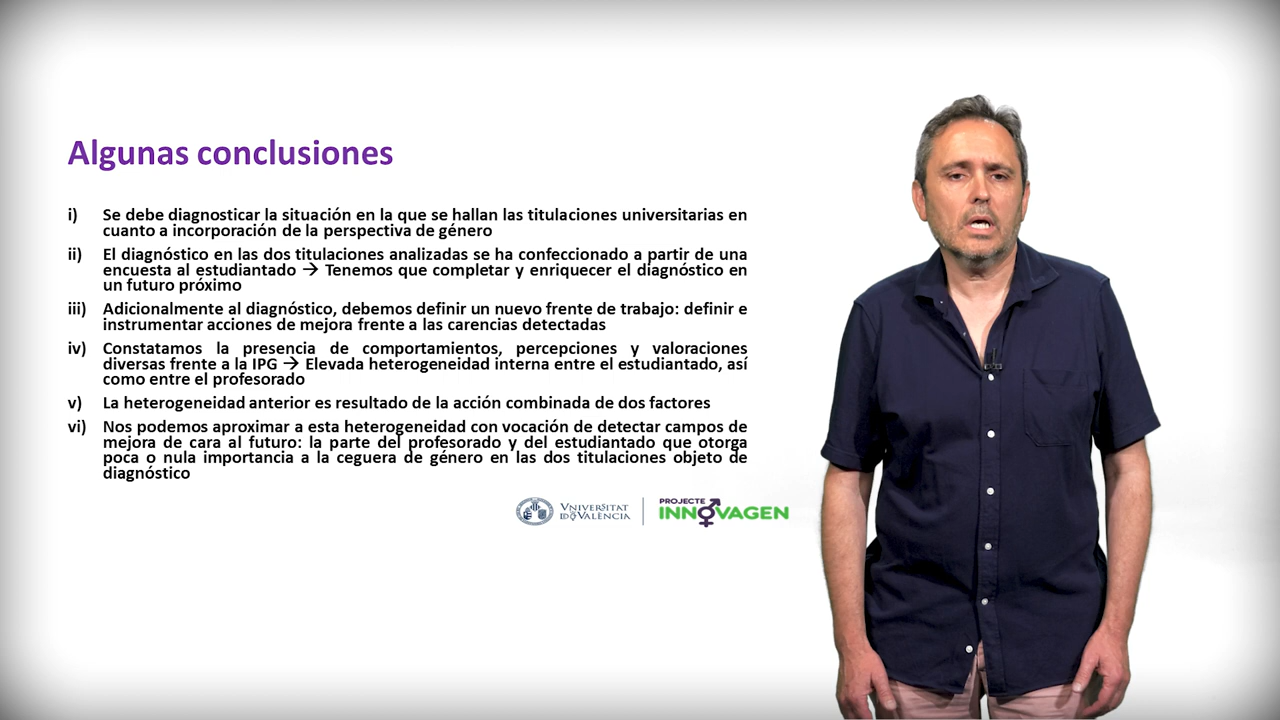 Algunas conclusiones
i) Se debe diagnosticar la situación en la que se hallan las titulaciones universitarias en
cuanto a incorporación de la perspectiva de género
ii) El diagnóstico en las dos titulaciones analizadas se ha confeccionado a partir de una
encuesta al estudiantado → Tenemos que completar y enriquecer el diagnóstico en
un futuro próximo
iii) Adicionalmente al diagnóstico, debemos definir un nuevo frente de trabajo: definir e
instrumentar acciones de mejora frente a las carencias detectadas
iv) Constatamos la presencia de comportamientos, percepciones y valoraciones
diversas frente a la IPG → Elevada heterogeneidad interna entre el estudiantado, así
como entre el profesorado
v) La heterogeneidad anterior es resultado de la acción combinada de dos factores
vi) Nos podemos aproximar a esta heterogeneidad con vocación de detectar campos de
mejora de cara al futuro: la parte del profesorado y del estudiantado que otorga
poca o nula importancia a la ceguera de género en las dos titulaciones objeto de
diagnóstico
VNIVERSITAT
ID VALÈNCIA
PROJECTE
INNOVAGEN